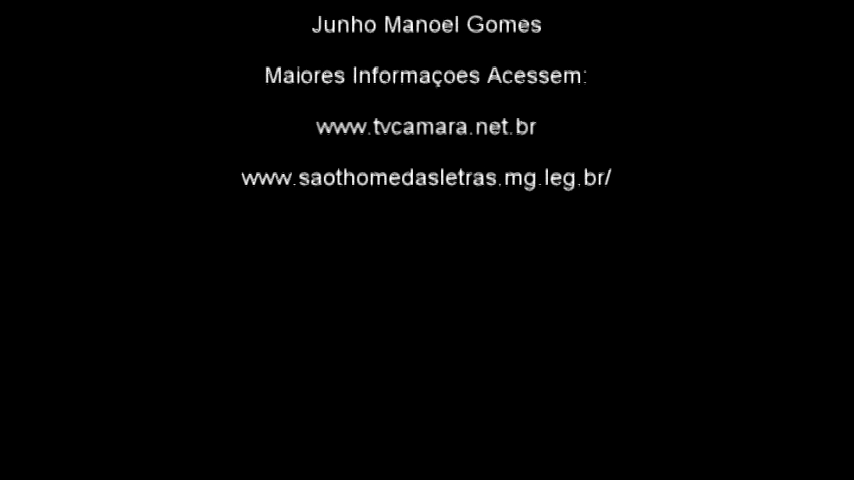 Junho Manoel Gomes
Maiores Informaçoes Acessem:
www.tvcamara.net.br
www.saothomedasletras.mg.leg.br/